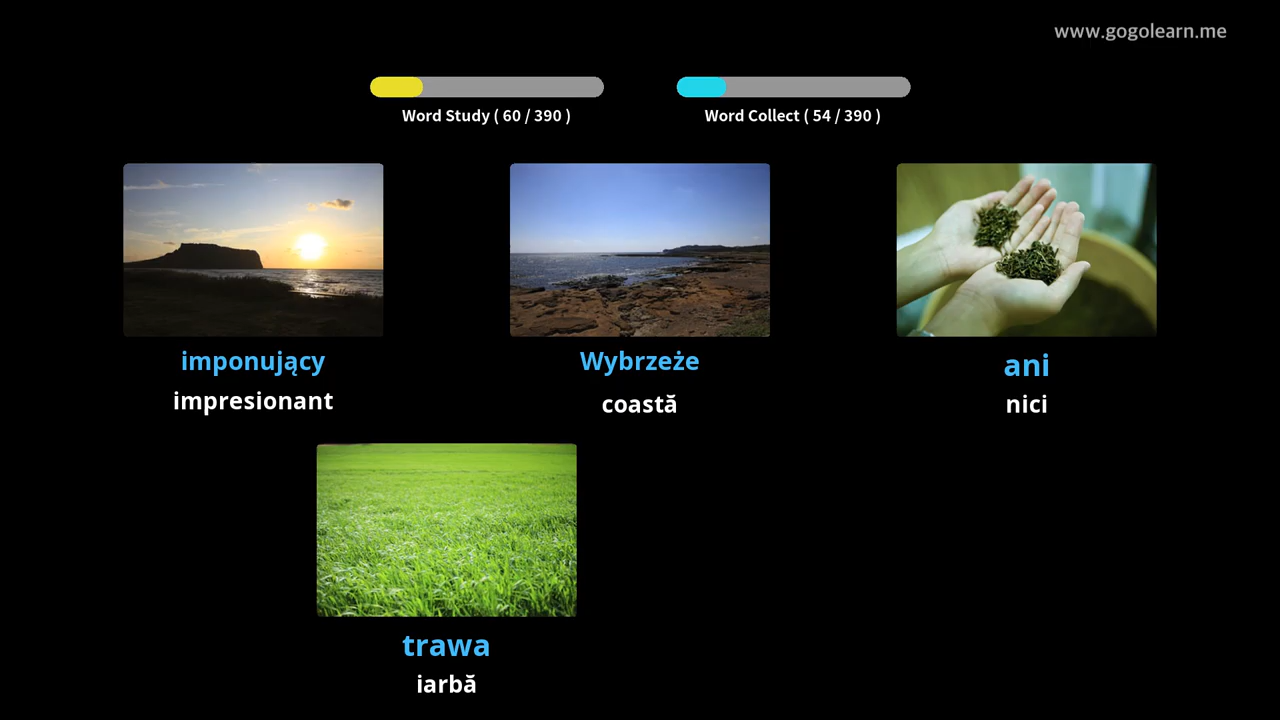 www.gogolearn.me
Word Study ( 60 / 390 )
Word Collect ( 54 / 390 )
imponujący
impresionant
Wybrzeże
coastă
ani
nici
trawa
iarbă